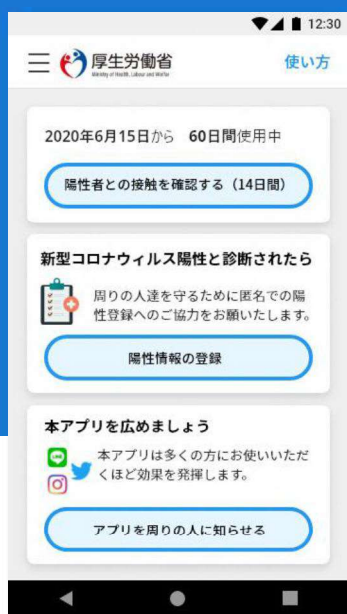 12:30
厚生労働省
Ministry of Health, Labour and Welfare
使い方
2020年6月15日から 60日間使用中
陽性者との接触を確認する（14日間）
新型コロナウィルス陽性と診断されたら
周りの人達を守るために匿名での陽
性登録へのご協力をお願いいたします。
陽性情報の登録
本アプリを広めましょう
本アプリは多くの方にお使いいただ
くほど効果を発揮します。
LINE
アプリを周りの人に知らせる